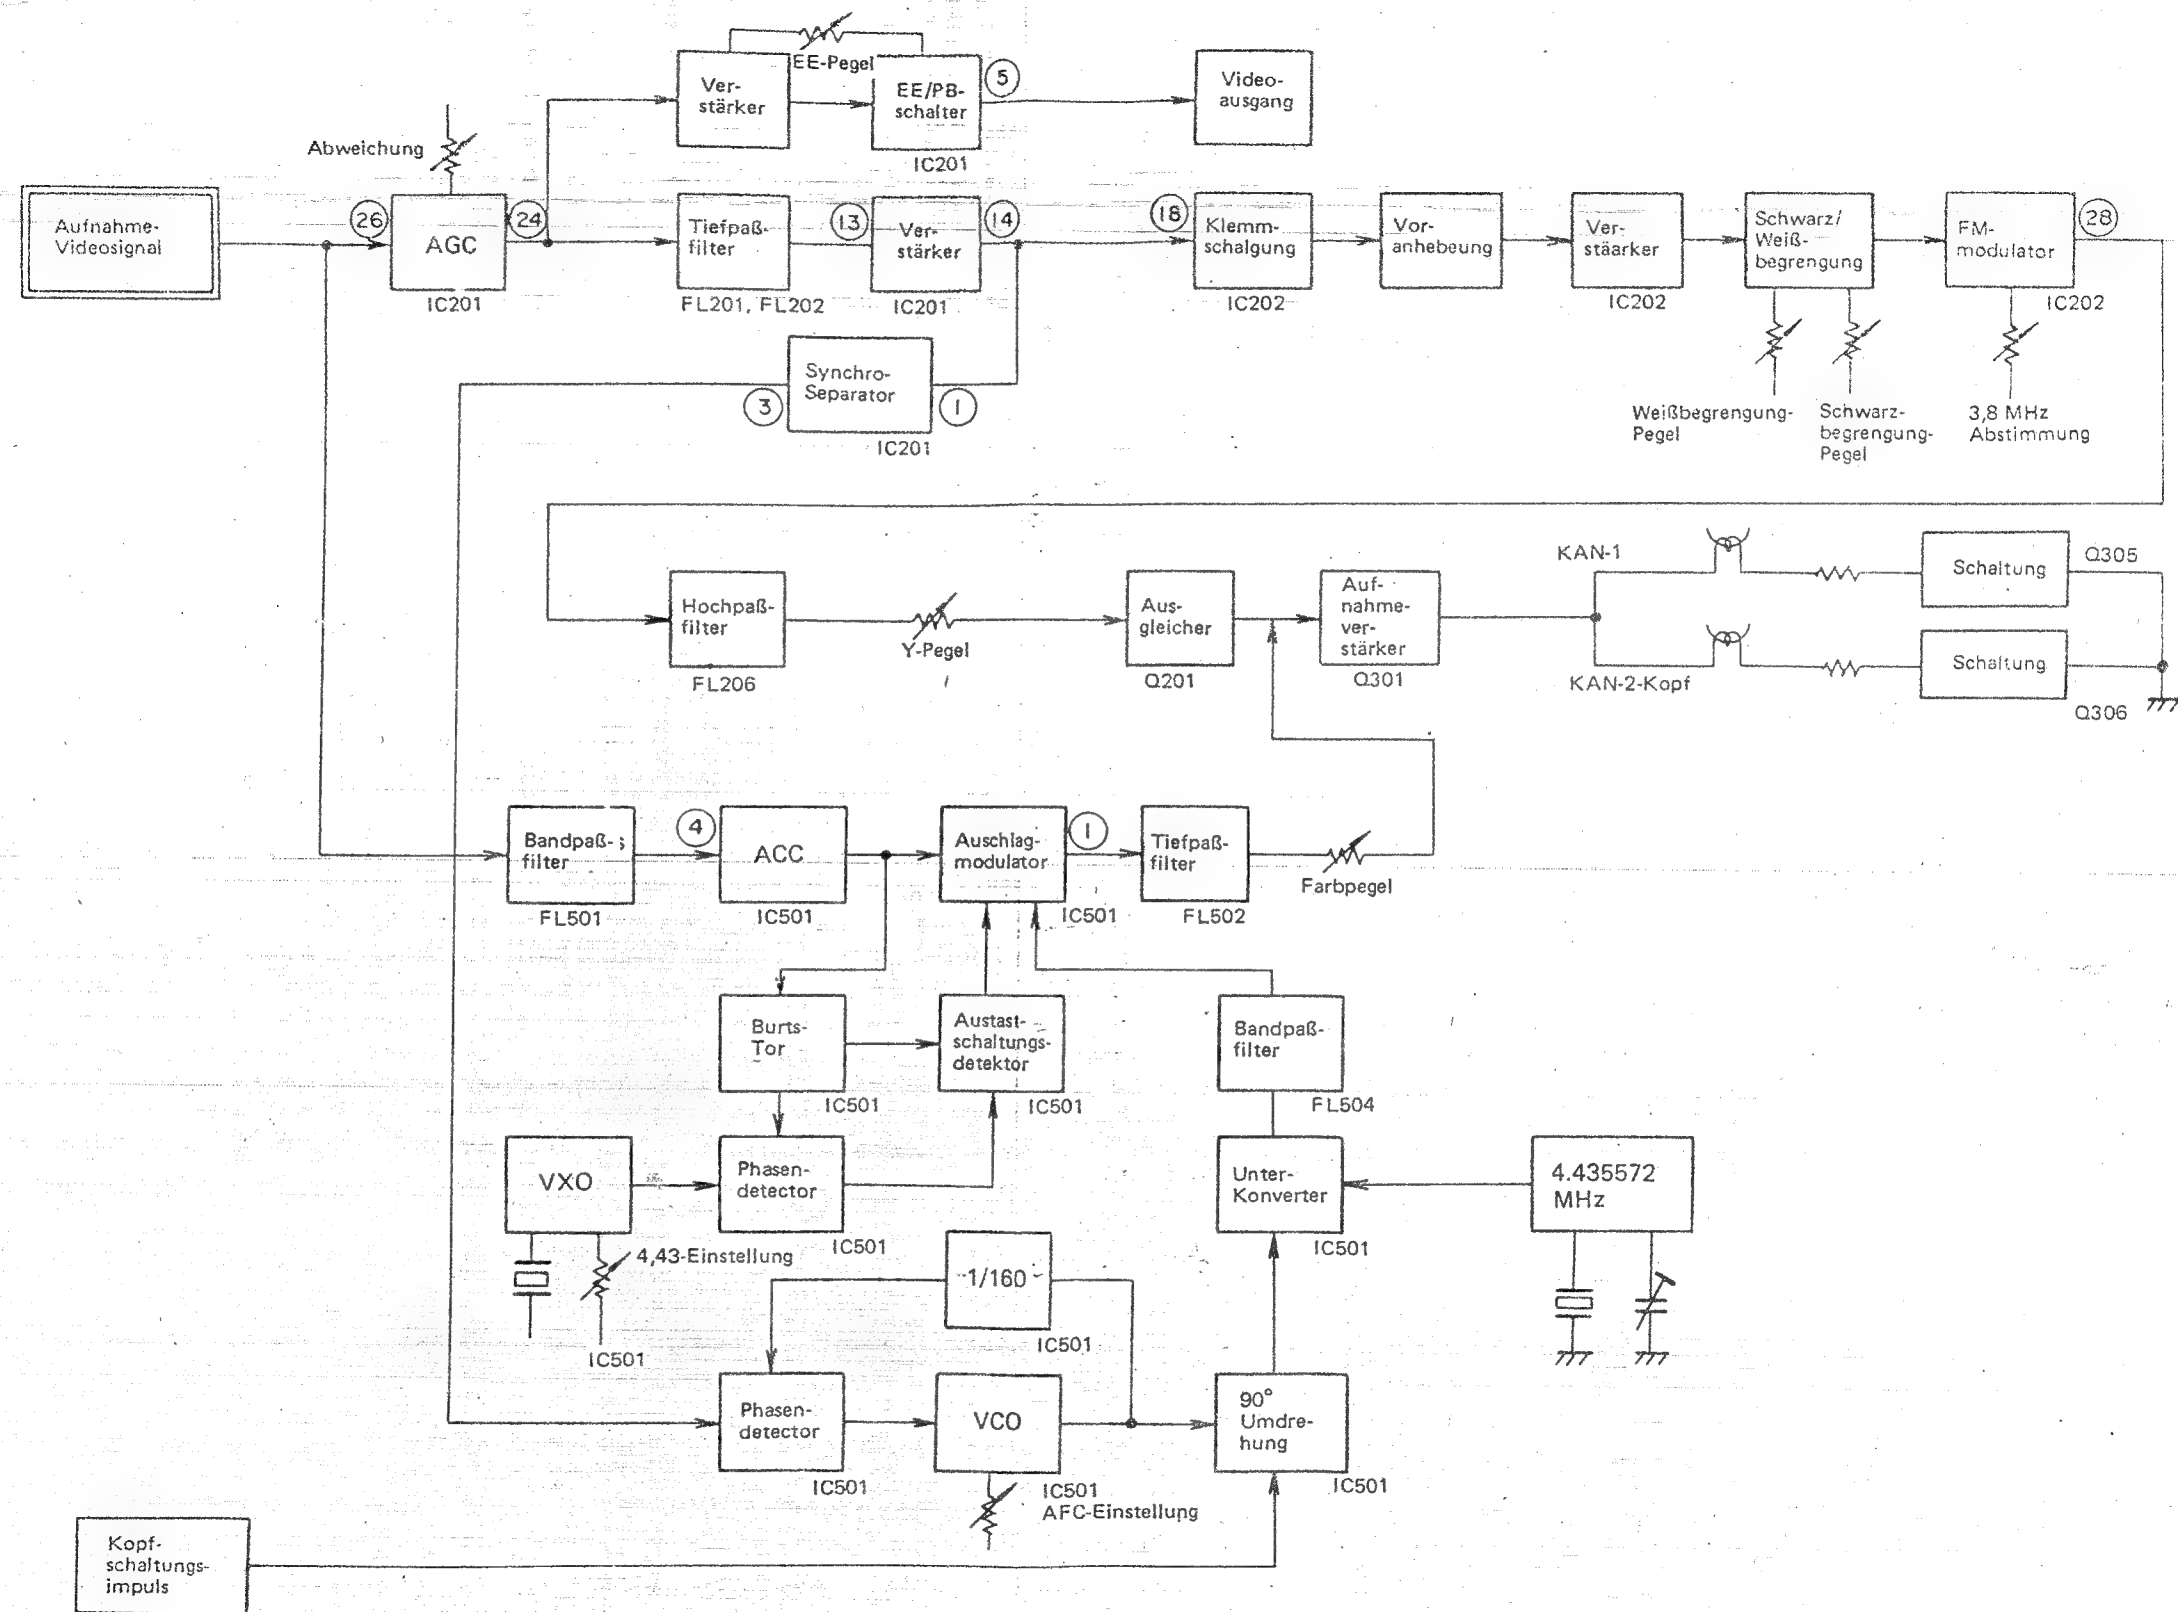 EE-Pegel
Ver-
stärker
EE/PB-
schalter
5
Video-
ausgang
IC201
Abweichung
Aufnahme-
Videosignal
26
AGC
24
IC201
Tiefpaß-
filter
FL201, FL202
13
Ver-
stärker
14
IC201
18
Klemm-
schalgung
IC202
Vor-
anhebeung
Ver-
stäarker
IC202
Schwarz/
Weiß-
begrengung
FM-
modulator
28
IC202
Weißbegrengung-
Pegel
Schwarz-
begrengung-
Pegel
3,8 MHz
Abstimmung
Synchro-
Separator
3
1
IC201
Hochpaß-
filter
FL206
Y-Pegel
Aus-
gleicher
Q201
Auf-
nahme-
ver-
stärker
Q301
KAN-1
Schaltung
Q305
KAN-2-Kopf
Schaltung
Q306
Bandpaß-
filter
FL501
4
ACC
IC501
Auschlag-
modulator
1
IC501
Tiefpaß-
filter
FL502
Farbpegel
Burts-
Tor
IC501
Austast-
schaltungs-
detektor
IC501
Bandpaß-
filter
FL504
VXO
4,43-Einstellung
IC501
Phasen-
detector
IC501
Unter-
Konverter
IC501
4.435572
MHz
1/160
IC501
Phasen-
detector
IC501
VCO
IC501
AFC-Einstellung
90°
Umdre-
hung
IC501
Kopf-
schaltungs-
impuls